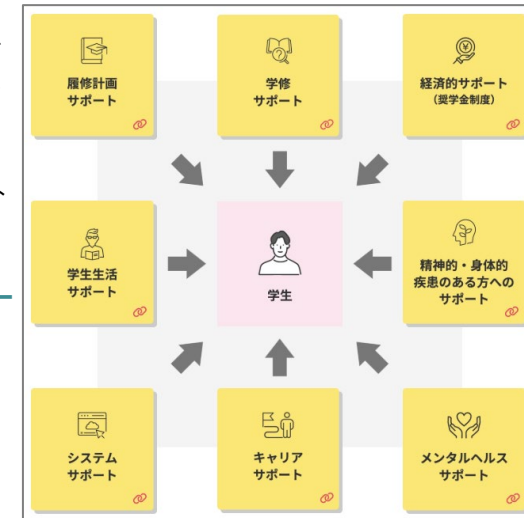 履修計画
サポート
学修
サポート
経済的サポート
(奨学金制度)
学生生活
サポート
学生
精神的・身体的
疾患のある方への
サポート
システム
サポート
キャリア
サポート
メンタルヘルス
サポート